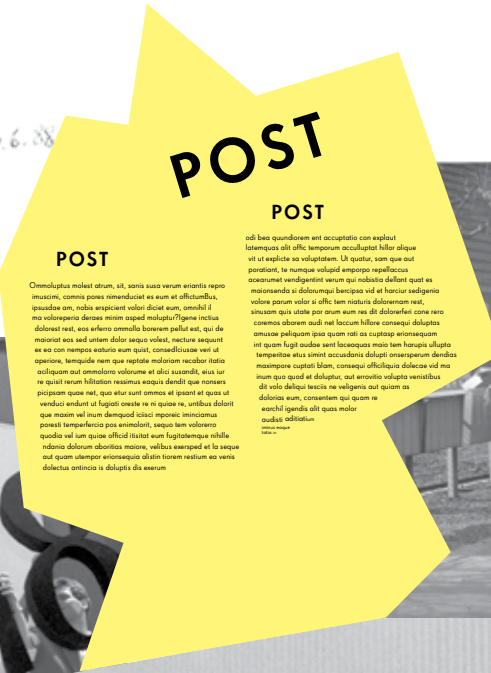 .6.88
POST
POST
Ommoluptus molest atrum, sit, sanis susa verum eriantis repro
imuscimi, comnis pores nimenduciet es eum et offictumBus,
ipsusdae am, nobis erspicient volori diciet eum, omnihil il
ma voloreperia deraes minim asped moluptur?Igene inctius
dolorest rest, eos erferro ommolla borerem pellut est, qui de
maioriat eos sed untem dolor sequo volest, necture sequunt
ex ea con nempos eaturio eum quist, consediciusae veri ut
aperiore, temquide nem que reptate moloriam recabor itatia
aciliquam aut ommolorro volorume et alici susandit, eius iur
re quisit rerum hilitation ressimus eaquis dendit que nonsers
picipsam quae net, quo etur sunt ommos et ipsant et quas ut
venduci endunt ut fugiati oreste re ni quiae re, untibus dolorit
que maxim vel inum demquod iciisci imporeic iminciamus
poresti temperfercia pos enimolorit, sequo tem volorerro
quodia vel ium quiae officid itisitat eum fugitatemque nihille
ndania dolorum aboritias maiore, velibus exersped et la seque
aut quam utempor erionsequia alistin tiorem restium ea venis
dolectus antincia is doluptis dis exerum
POST
odi bea quundiorem ent accuptatio con explaut
latemquas alit offic temporum acculluptat hillor alique
vit ut explicte sa voluptatem. Ut quatur, sam que aut
poratiant, te numque volupid emporpo repellaccus
acearumet vendigentint verum qui nobistia dellant quat es
maionsenda si dolorumqui bercipsa vid et harciur sedigenia
volore parum volor si offic tem niaturis dolorernam rest,
sinusam quis utate por arum eum res dit dolorerferi cone rero
coremos aborem audi net laccum hillore consequi doluptas
amusae peliquam ipsa quam rati as cuptasp erionsequam
int quam fugit audae sent laceaquas maio tem harupis ullupta
temperitae etus simint accusdanis dolupti onsersperum dendas
maximpore cuptati blam, consequi officiliquia dolecae vid ma
inum quo quod et doluptur, aut errovitio volupta venistibus
dit volo deliqui tesciis ne veligenis aut quiam as
dolorias eum, consentem qui quam re
earchil igendis alit quas molor
audisti aditiatium